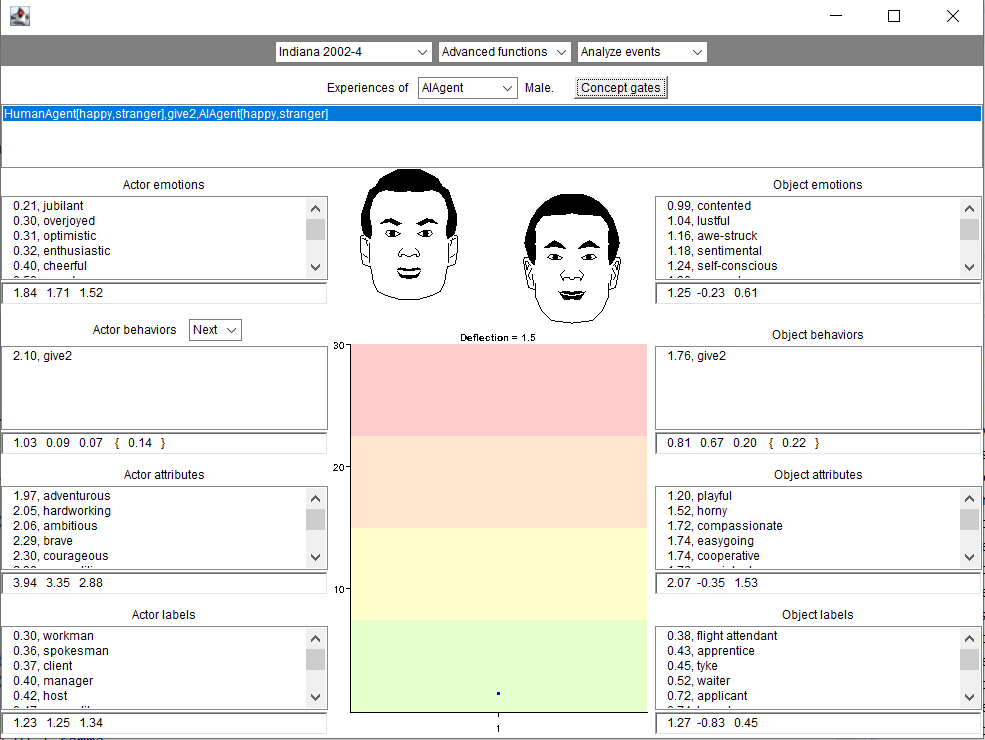 Indiana 2002-4 Advanced functions Analyze events
Experiences of AIAgent Male. Concept gates
HumanAgent[happy,stranger],give2,AIAgent[happy,stranger]
Actor emotions
0.21, jubilant
0.30, overjoyed
0.31, optimistic
0.32, enthusiastic
0.40, cheerful
1.84 1.71 1.52
Object emotions
0.99, contented
1.04, lustful
1.16, awe-struck
1.18, sentimental
1.24, self-conscious
1.25 -0.23 0.61
Actor behaviors Next
2.10, give2
1.03 0.09 0.07 { 0.14 }
Object behaviors
1.76, give2
0.81 0.67 0.20 { 0.22 }
Deflection = 1.5
30
20
10
1
Actor attributes
1.97, adventurous
2.05, hardworking
2.06, ambitious
2.29, brave
2.30, courageous
3.94 3.35 2.88
Object attributes
1.20, playful
1.52, horny
1.72, compassionate
1.74, easygoing
1.74, cooperative
2.07 -0.35 1.53
Actor labels
0.30, workman
0.36, spokesman
0.37, client
0.40, manager
0.42, host
1.23 1.25 1.34
Object labels
0.38, flight attendant
0.43, apprentice
0.45, tyke
0.52, waiter
0.72, applicant
1.27 -0.83 0.45